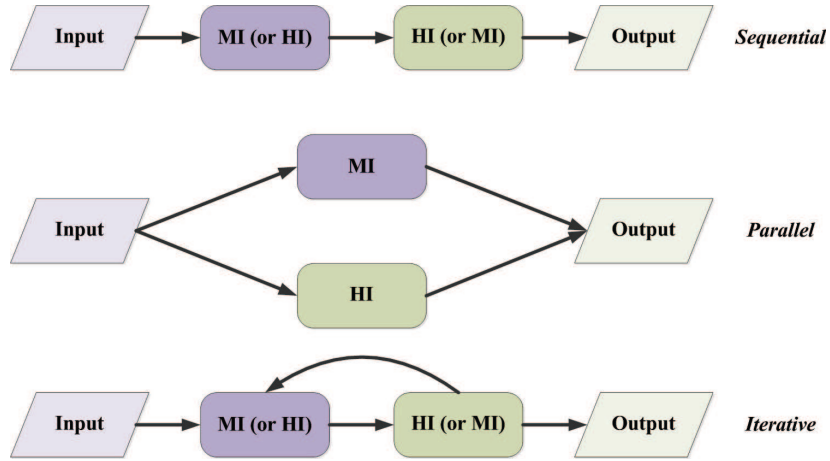 Input MI (or HI) HI (or MI) Output Sequential
MI
Input Output Parallel
HI
Input MI (or HI) HI (or MI) Output Iterative